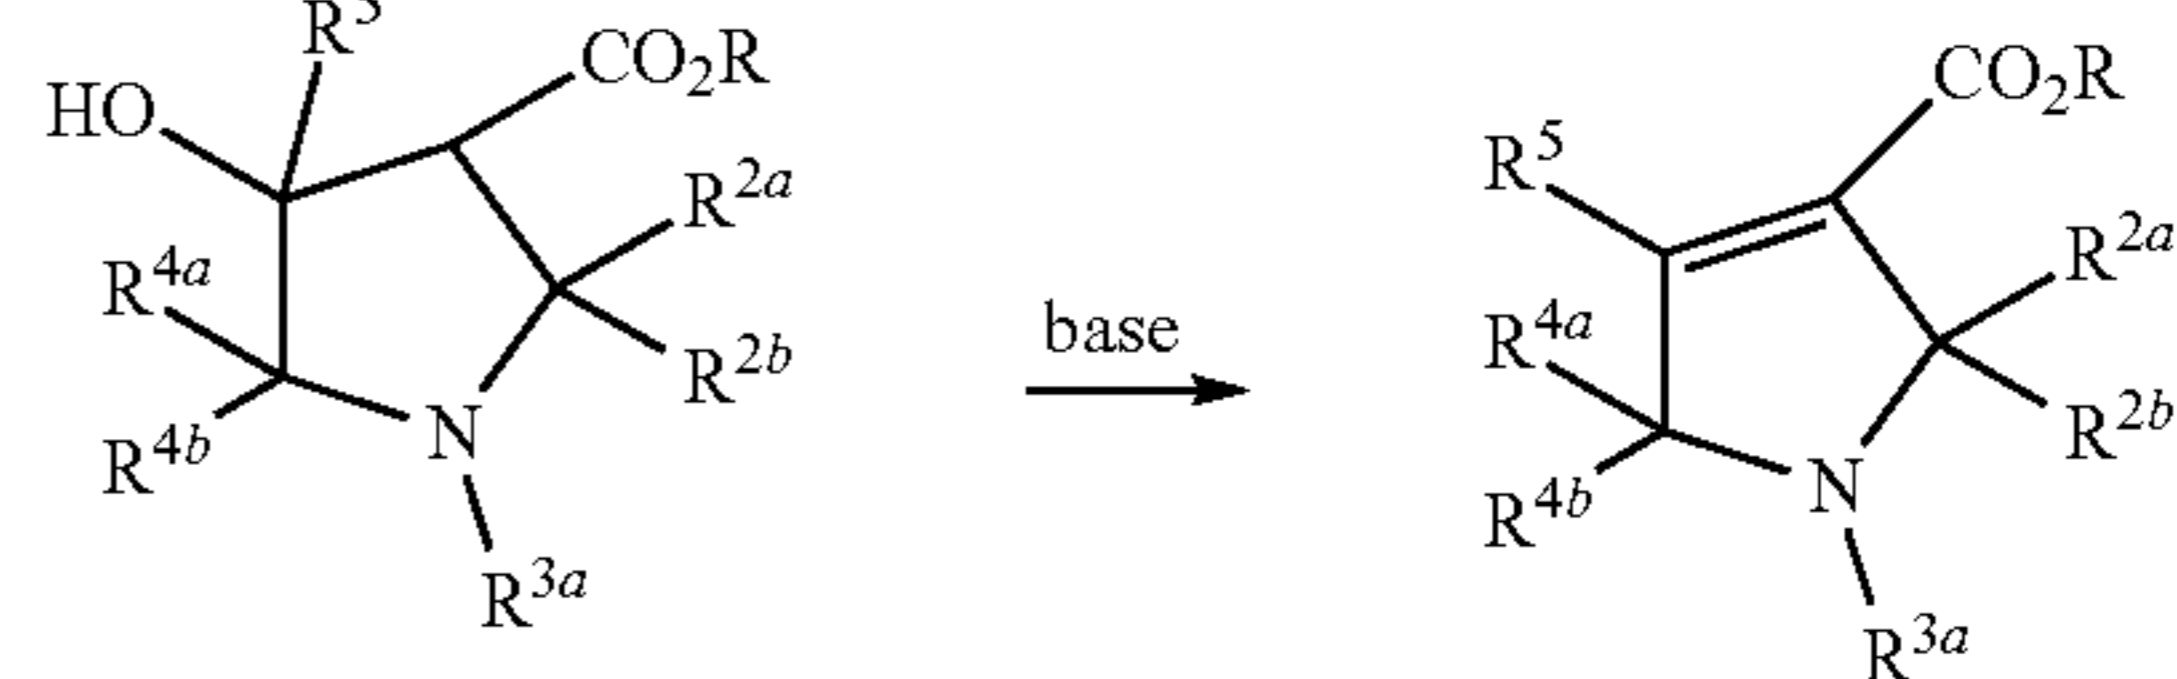 R⁵
CO₂R
HO
R²ᵃ
R⁴ᵃ
R²ᵇ
R⁴ᵇ
N
R³ᵃ
base
CO₂R
R⁵
R²ᵃ
R⁴ᵃ
R²ᵇ
R⁴ᵇ
N
R³ᵃ